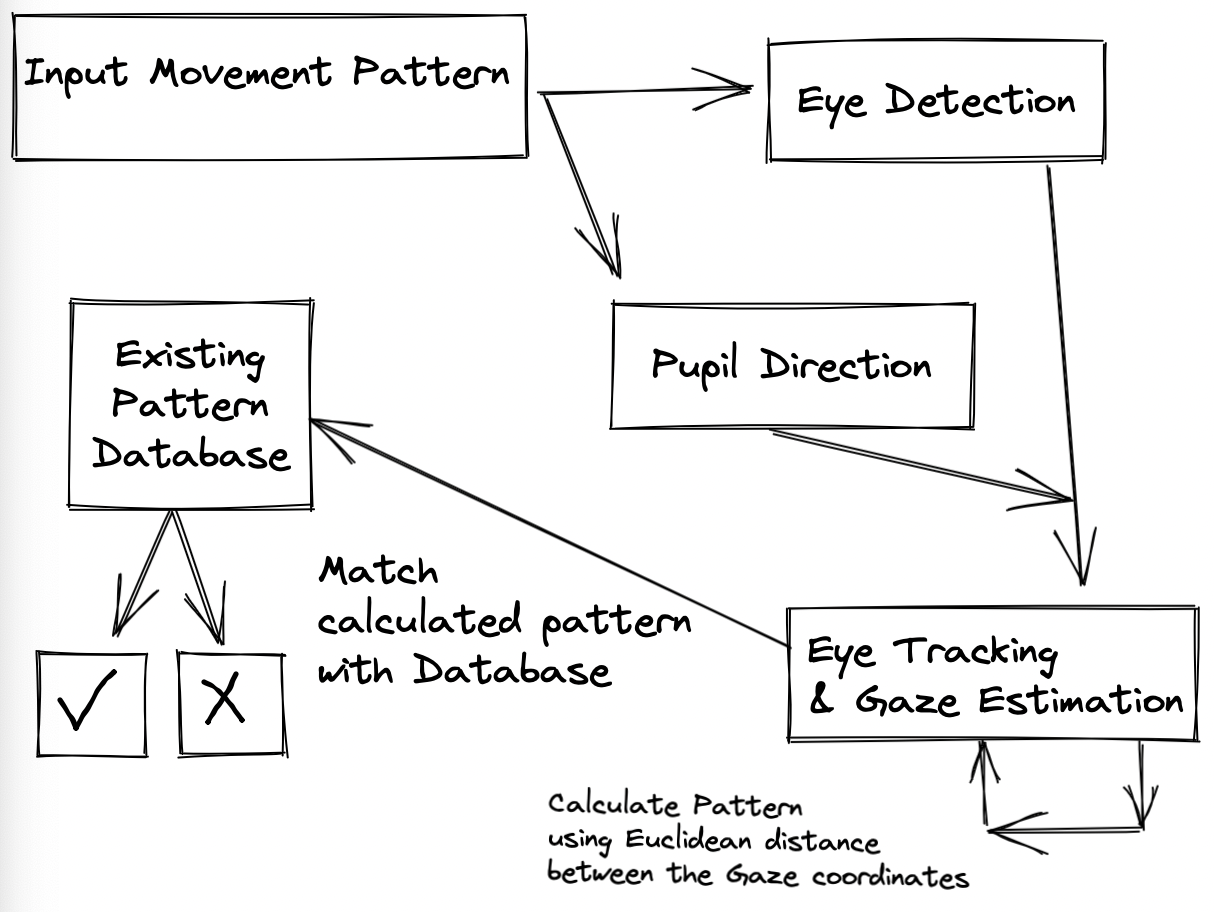 Input Movement Pattern
Eye Detection
Pupil Direction
Existing
Pattern
Database
Match
calculated pattern
with Database
Eye Tracking
& Gaze Estimation
X
Calculate Pattern
using Euclidean distance
between the Gaze coordinates